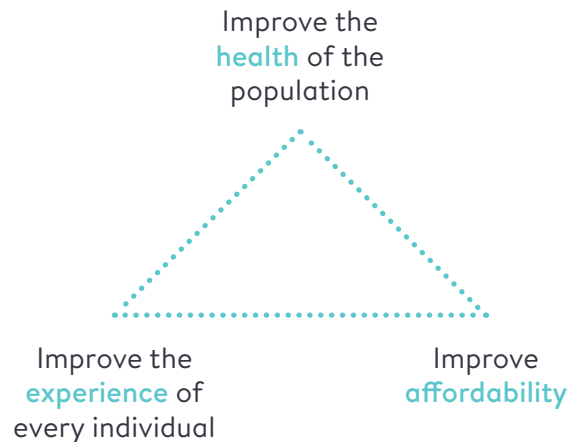 Improve the
health of the
population
Improve the
experience of
every individual
Improve
affordability